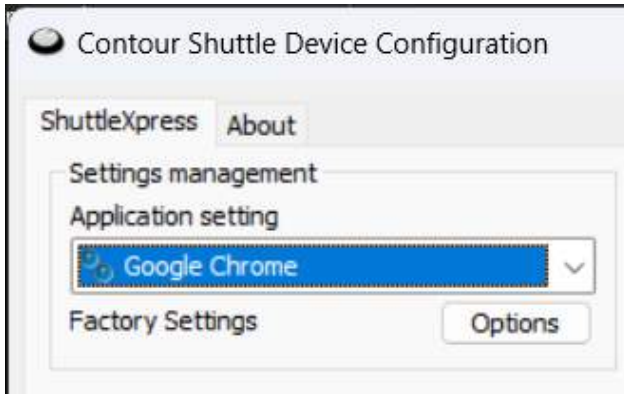 Contour Shuttle Device Configuration
ShuttleXpress About
Settings management
Application setting
Google Chrome
Factory Settings Options